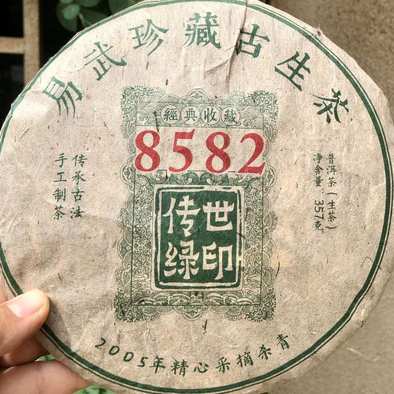 易武珍藏古生茶
經典收藏
8582
传承古法
手工制茶
普洱茶(生茶)
净含量:357克
世印
传绿
2005年精心采摘杀青